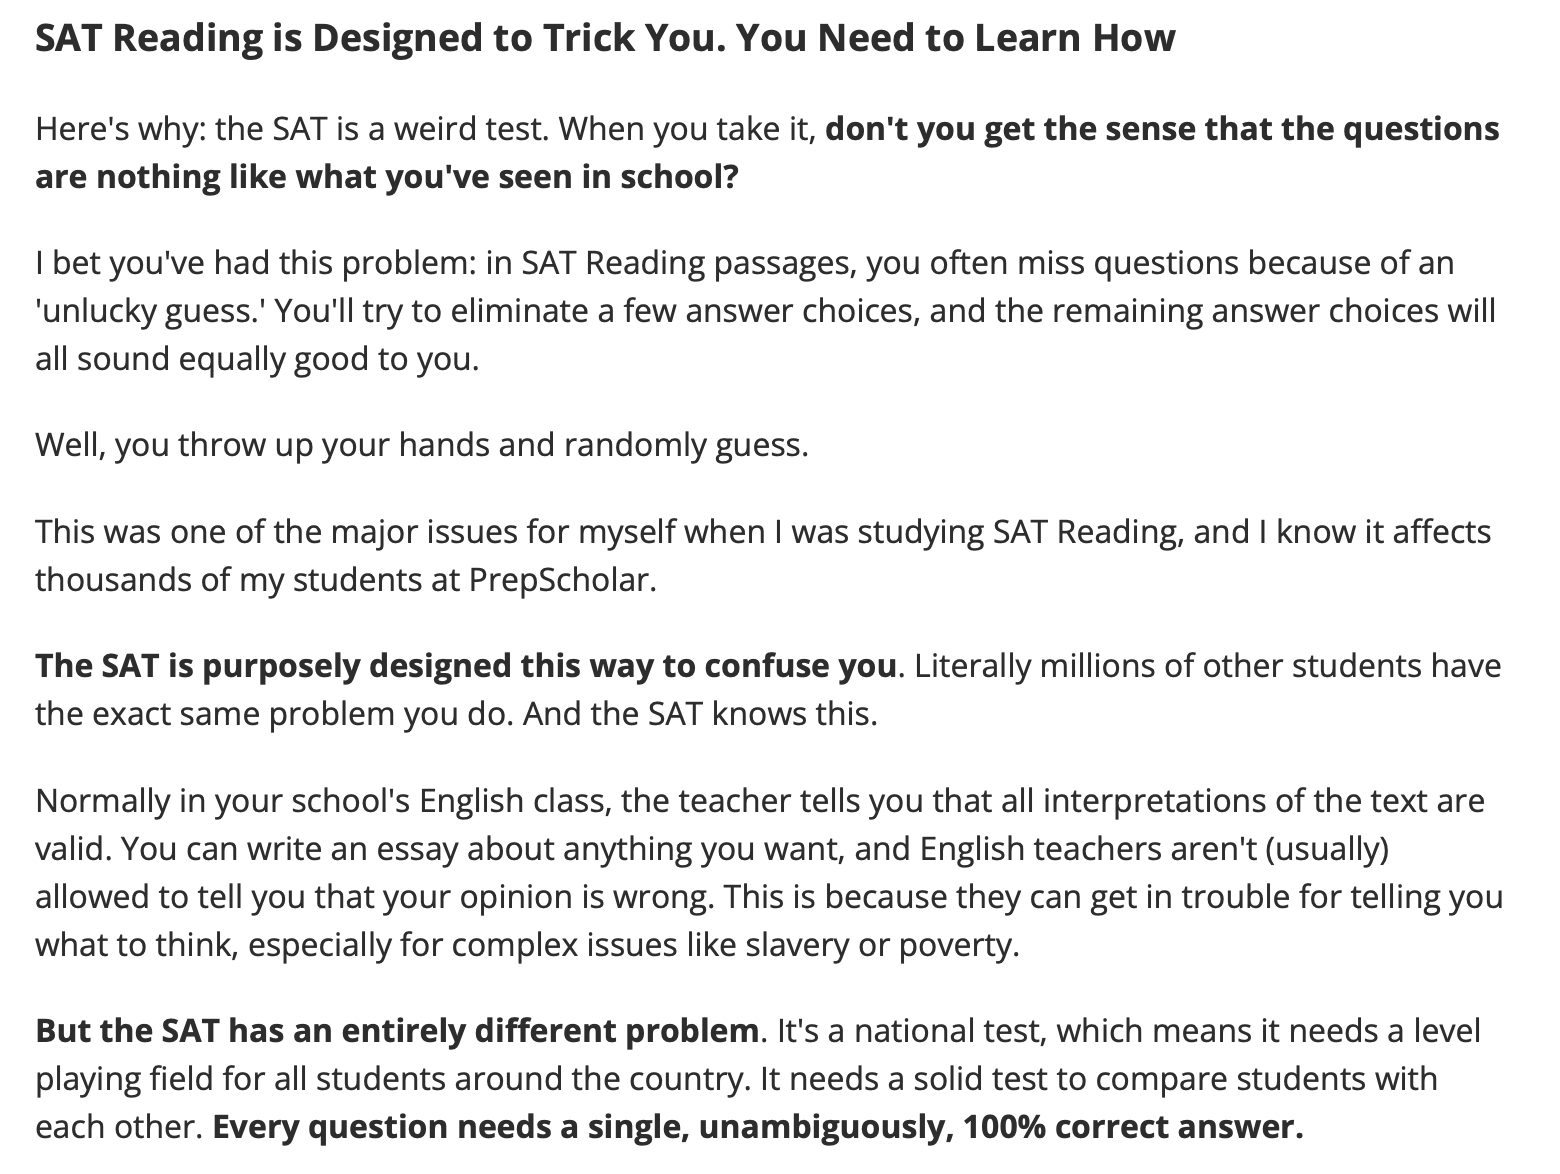 SAT Reading is Designed to Trick You. You Need to Learn How
Here's why: the SAT is a weird test. When you take it, don't you get the sense that the questions
are nothing like what you've seen in school?
I bet you've had this problem: in SAT Reading passages, you often miss questions because of an
'unlucky guess.' You'll try to eliminate a few answer choices, and the remaining answer choices will
all sound equally good to you.
Well, you throw up your hands and randomly guess.
This was one of the major issues for myself when I was studying SAT Reading, and I know it affects
thousands of my students at PrepScholar.
The SAT is purposely designed this way to confuse you. Literally millions of other students have
the exact same problem you do. And the SAT knows this.
Normally in your school's English class, the teacher tells you that all interpretations of the text are
valid. You can write an essay about anything you want, and English teachers aren't (usually)
allowed to tell you that your opinion is wrong. This is because they can get in trouble for telling you
what to think, especially for complex issues like slavery or poverty.
But the SAT has an entirely different problem. It's a national test, which means it needs a level
playing field for all students around the country. It needs a solid test to compare students with
each other. Every question needs a single, unambiguously, 100% correct answer.